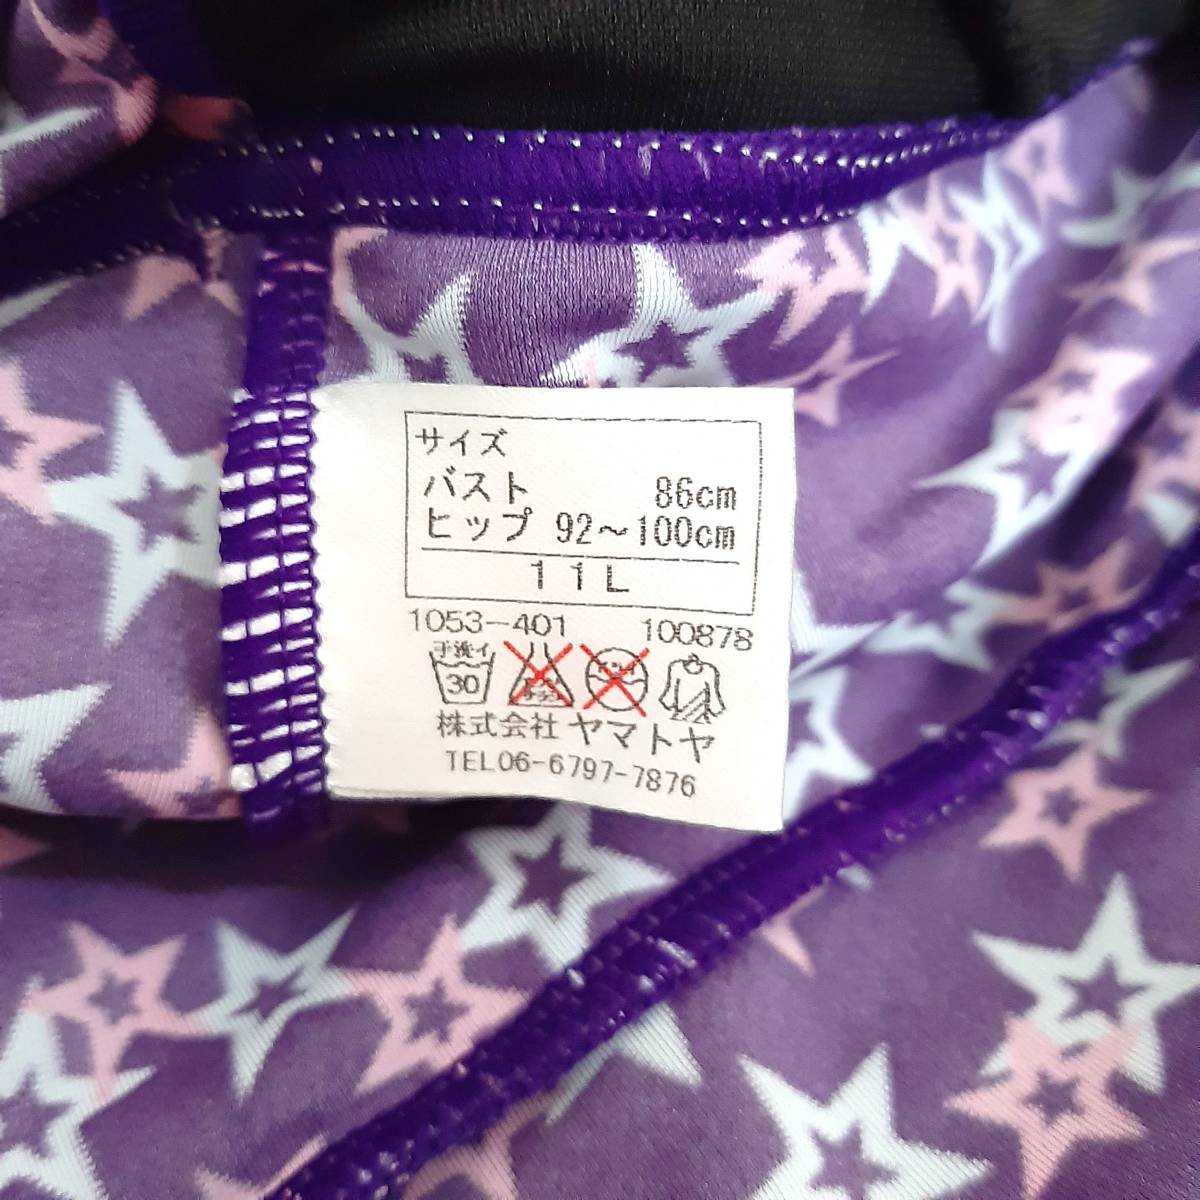 サイズ
バスト 86cm
ヒップ 92～100cm
11L
1053-401 100878
手洗イ
30
株式会社 ヤマトヤ
TEL06-6797-7876